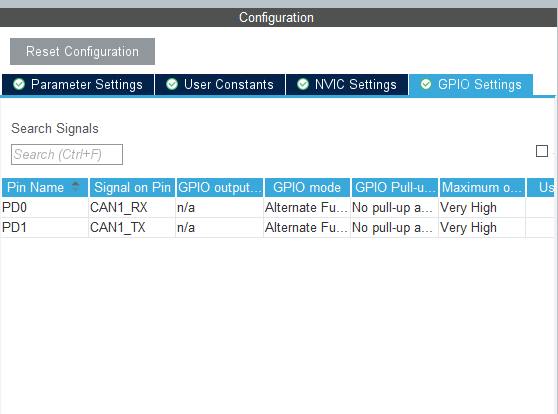 Configuration
Reset Configuration
Parameter Settings User Constants NVIC Settings GPIO Settings
Search Signals
Search (Ctrl+F)
Pin Name Signal on Pin GPIO output... GPIO mode GPIO Pull-u... Maximum o... Us
PD0 CAN1_RX n/a Alternate Fu... No pull-up a... Very High
PD1 CAN1_TX n/a Alternate Fu... No pull-up a... Very High